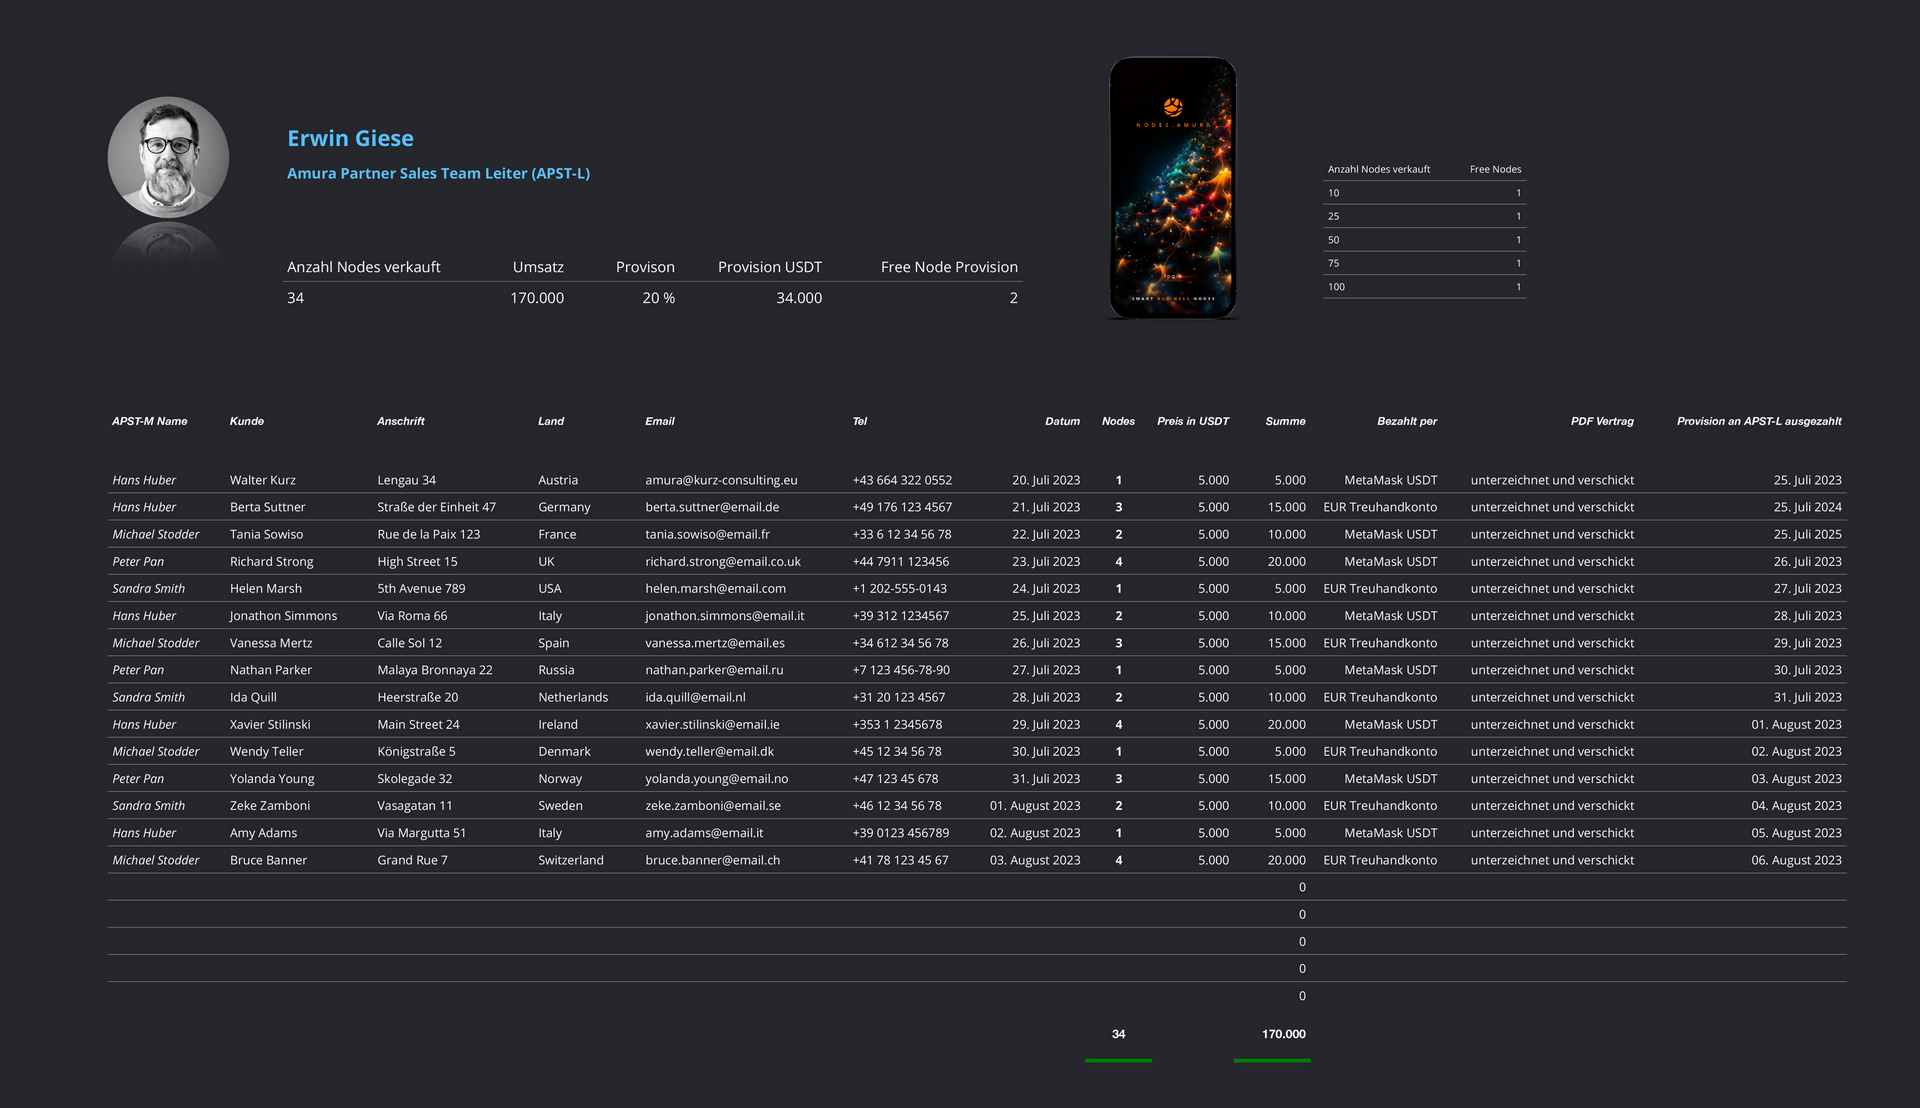 Erwin Giese
Amura Partner Sales Team Leiter (APST-L)
Anzahl Nodes verkauft Umsatz Provison Provision USDT Free Node Provision
34 170.000 20 % 34.000 2
NODES.AMURA
login
SMART BUSINESS NODES
Anzahl Nodes verkauft Free Nodes
10 1
25 1
50 1
75 1
100 1
APST-M Name Kunde Anschrift Land Email Tel Datum Nodes Preis in USDT Summe Bezahlt per PDF Vertrag Provision an APST-L ausgezahlt
Hans Huber Walter Kurz Lengau 34 Austria amura@kurz-consulting.eu +43 664 322 0552 20. Juli 2023 1 5.000 5.000 MetaMask USDT unterzeichnet und verschickt 25. Juli 2023
Hans Huber Berta Suttner Straße der Einheit 47 Germany berta.suttner@email.de +49 176 123 4567 21. Juli 2023 3 5.000 15.000 EUR Treuhandkonto unterzeichnet und verschickt 25. Juli 2024
Michael Stodder Tania Sowiso Rue de la Paix 123 France tania.sowiso@email.fr +33 6 12 34 56 78 22. Juli 2023 2 5.000 10.000 MetaMask USDT unterzeichnet und verschickt 25. Juli 2025
Peter Pan Richard Strong High Street 15 UK richard.strong@email.co.uk +44 7911 123456 23. Juli 2023 4 5.000 20.000 MetaMask USDT unterzeichnet und verschickt 26. Juli 2023
Sandra Smith Helen Marsh 5th Avenue 789 USA helen.marsh@email.com +1 202-555-0143 24. Juli 2023 1 5.000 5.000 EUR Treuhandkonto unterzeichnet und verschickt 27. Juli 2023
Hans Huber Jonathon Simmons Via Roma 66 Italy jonathon.simmons@email.it +39 312 1234567 25. Juli 2023 2 5.000 10.000 MetaMask USDT unterzeichnet und verschickt 28. Juli 2023
Michael Stodder Vanessa Mertz Calle Sol 12 Spain vanessa.mertz@email.es +34 612 34 56 78 26. Juli 2023 3 5.000 15.000 EUR Treuhandkonto unterzeichnet und verschickt 29. Juli 2023
Peter Pan Nathan Parker Malaya Bronnaya 22 Russia nathan.parker@email.ru +7 123 456-78-90 27. Juli 2023 1 5.000 5.000 MetaMask USDT unterzeichnet und verschickt 30. Juli 2023
Sandra Smith Ida Quill Heerstraße 20 Netherlands ida.quill@email.nl +31 20 123 4567 28. Juli 2023 2 5.000 10.000 EUR Treuhandkonto unterzeichnet und verschickt 31. Juli 2023
Hans Huber Xavier Stilinski Main Street 24 Ireland xavier.stilinski@email.ie +353 1 2345678 29. Juli 2023 4 5.000 20.000 MetaMask USDT unterzeichnet und verschickt 01. August 2023
Michael Stodder Wendy Teller Königstraße 5 Denmark wendy.teller@email.dk +45 12 34 56 78 30. Juli 2023 1 5.000 5.000 EUR Treuhandkonto unterzeichnet und verschickt 02. August 2023
Peter Pan Yolanda Young Skolegade 32 Norway yolanda.young@email.no +47 123 45 678 31. Juli 2023 3 5.000 15.000 MetaMask USDT unterzeichnet und verschickt 03. August 2023
Sandra Smith Zeke Zamboni Vasagatan 11 Sweden zeke.zamboni@email.se +46 12 34 56 78 01. August 2023 2 5.000 10.000 EUR Treuhandkonto unterzeichnet und verschickt 04. August 2023
Hans Huber Amy Adams Via Margutta 51 Italy amy.adams@email.it +39 0123 456789 02. August 2023 1 5.000 5.000 MetaMask USDT unterzeichnet und verschickt 05. August 2023
Michael Stodder Bruce Banner Grand Rue 7 Switzerland bruce.banner@email.ch +41 78 123 45 67 03. August 2023 4 5.000 20.000 EUR Treuhandkonto unterzeichnet und verschickt 06. August 2023
0
0
0
0
0
34 170.000